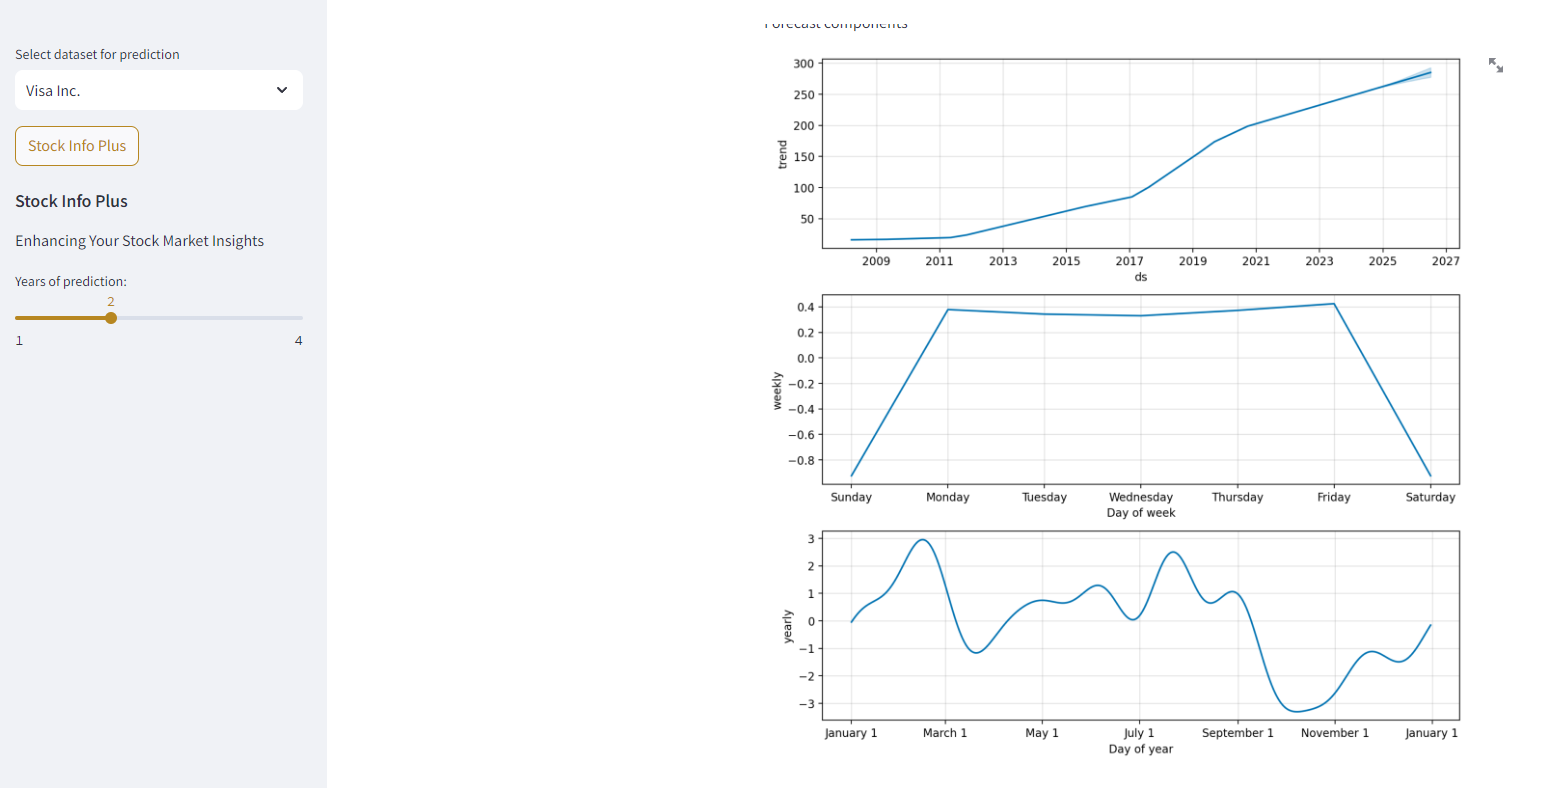 Select dataset for prediction
Visa Inc.
Stock Info Plus
Stock Info Plus
Enhancing Your Stock Market Insights
Years of prediction:
2
1 4
Forecast components
300
250
200
150
100
50
trend
2009 2011 2013 2015 2017 2019 2021 2023 2025 2027
ds
0.4
0.2
0.0
−0.2
−0.4
−0.6
−0.8
weekly
Sunday Monday Tuesday Wednesday Thursday Friday Saturday
Day of week
3
2
1
0
−1
−2
−3
yearly
January 1 March 1 May 1 July 1 September 1 November 1 January 1
Day of year